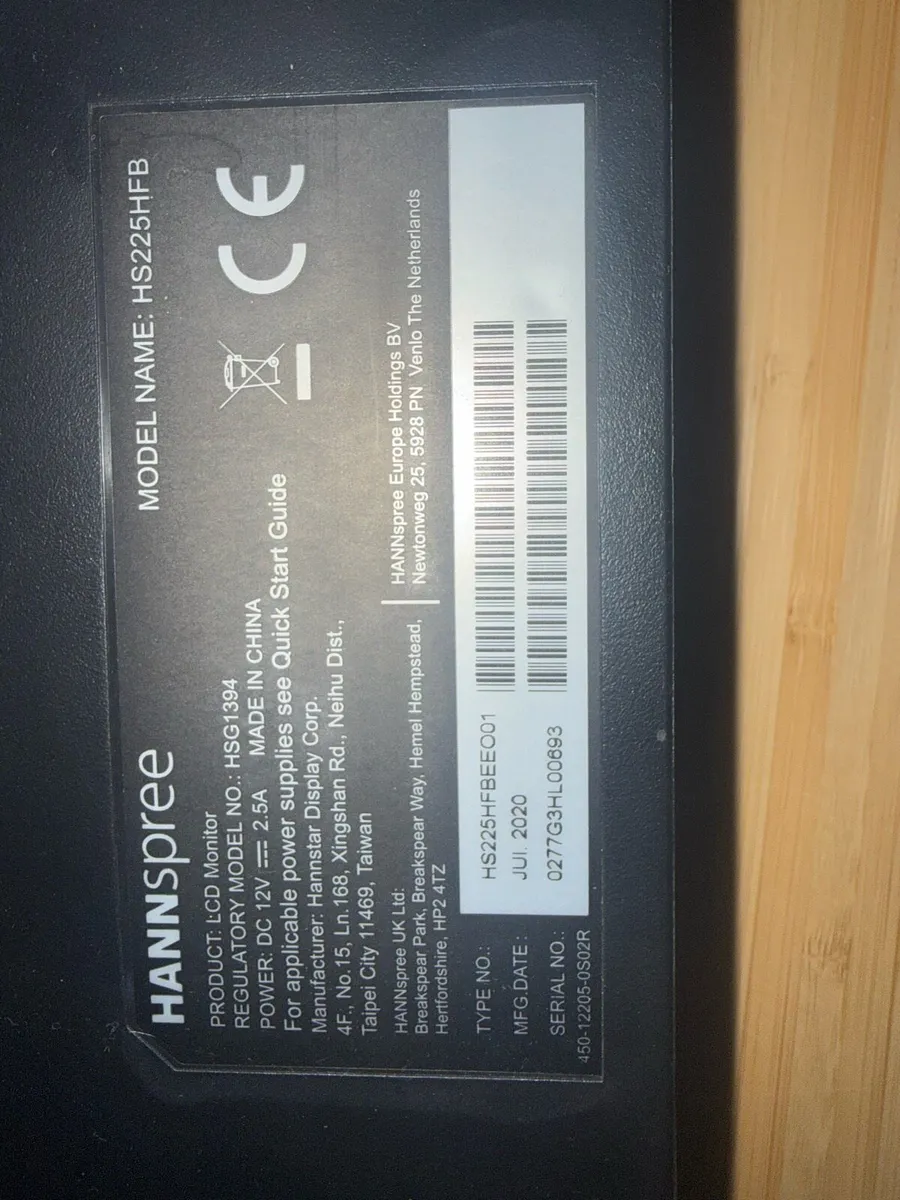 HANNspree
MODEL NAME: HS225HFB
PRODUCT: LCD Monitor
REGULATORY MODEL NO.: HSG1394
POWER: DC 12V ⎓ 2.5A MADE IN CHINA
For applicable power supplies see Quick Start Guide
Manufacturer: Hannstar Display Corp.
4F., No.15, Ln.168, Xingshan Rd., Neihu Dist.,
Taipei City 11469, Taiwan
CE
HANNspree UK Ltd:
Breakspear Park, Breakspear Way, Hemel Hempstead,
Hertfordshire, HP2 4TZ
HANNspree Europe Holdings BV
Newtonweg 25, 5928 PN Venlo The Netherlands
TYPE NO.: HS225HFBEEO01
MFG.DATE : JUl. 2020
SERIAL NO.: 0277G3HL00693
450-12205-0S02R